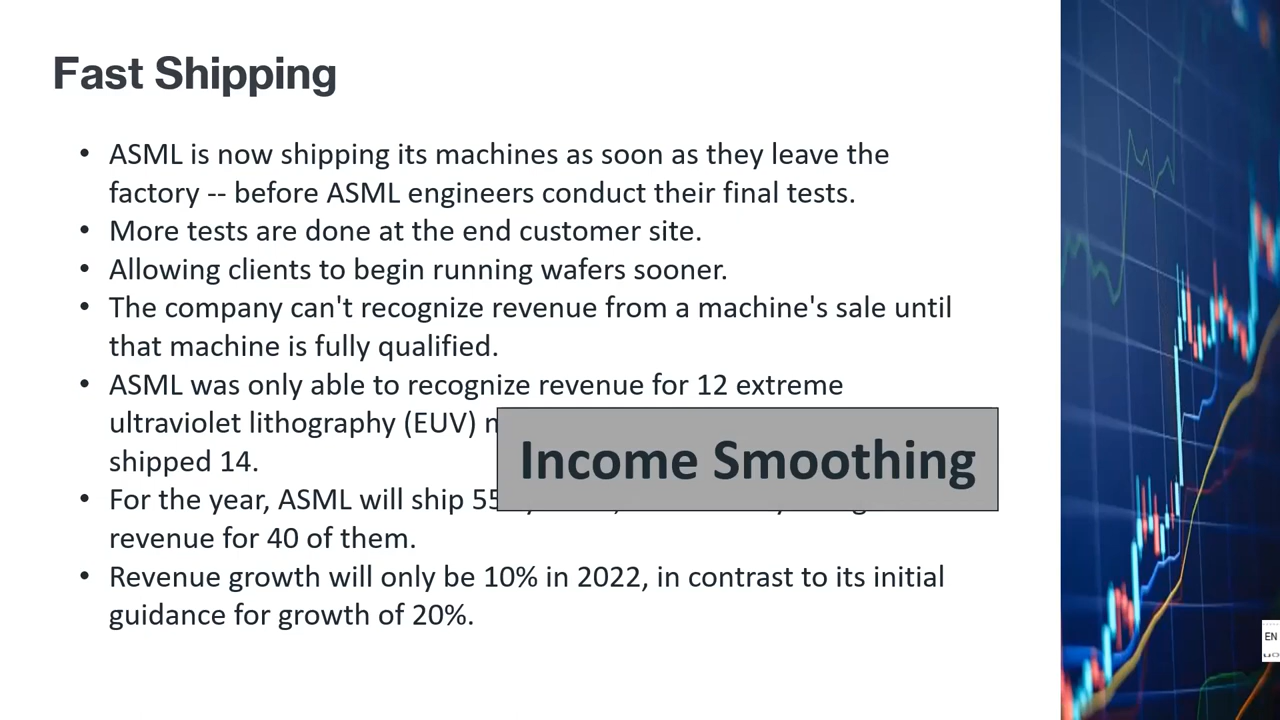 Fast Shipping
• ASML is now shipping its machines as soon as they leave the
factory -- before ASML engineers conduct their final tests.
• More tests are done at the end customer site.
• Allowing clients to begin running wafers sooner.
• The company can't recognize revenue from a machine's sale until
that machine is fully qualified.
• ASML was only able to recognize revenue for 12 extreme
ultraviolet lithography (EUV)
shipped 14.
Income Smoothing
• For the year, ASML will ship 55
revenue for 40 of them.
• Revenue growth will only be 10% in 2022, in contrast to its initial
guidance for growth of 20%.
EN